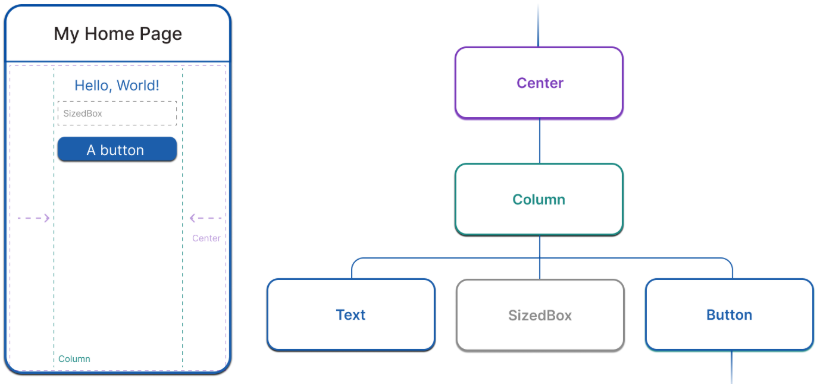 My Home Page
Hello, World!
SizedBox
A button
Center
Column
Center
Column
Text
SizedBox
Button